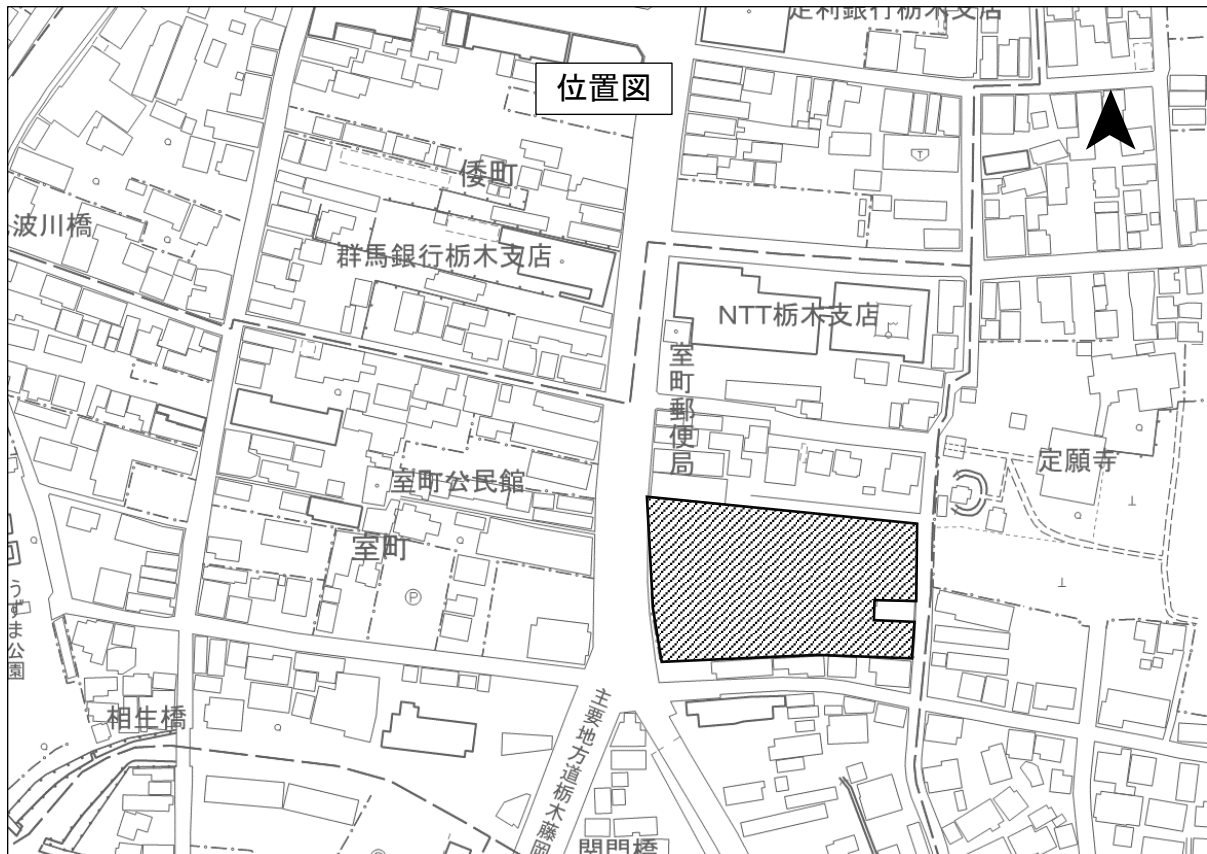 足利銀行栃木支店
位置図
倭町
波川橋
群馬銀行栃木支店
NTT栃木支店
室町郵便局
定願寺
室町公民館
室町
P
うずま公園
相生橋
主要地方道栃木藤岡
開門橋